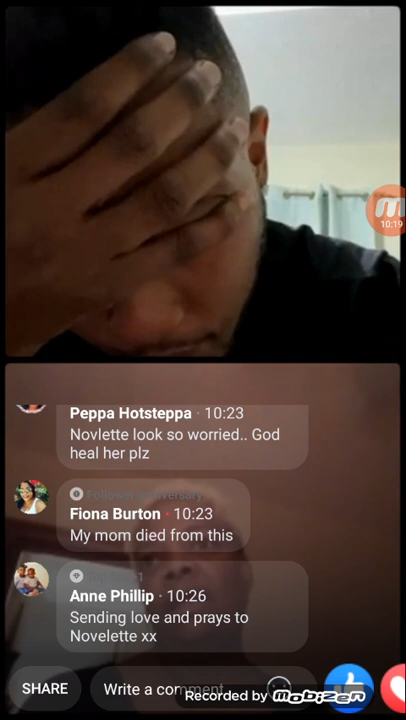 10:19
Peppa Hotsteppa · 10:23
Novlette look so worried.. God
heal her plz
Follower anniversary
Fiona Burton · 10:23
My mom died from this
Anne Phillip · 10:26
Sending love and prays to
Novelette xx
SHARE
Write a comment
Recorded by mobizen